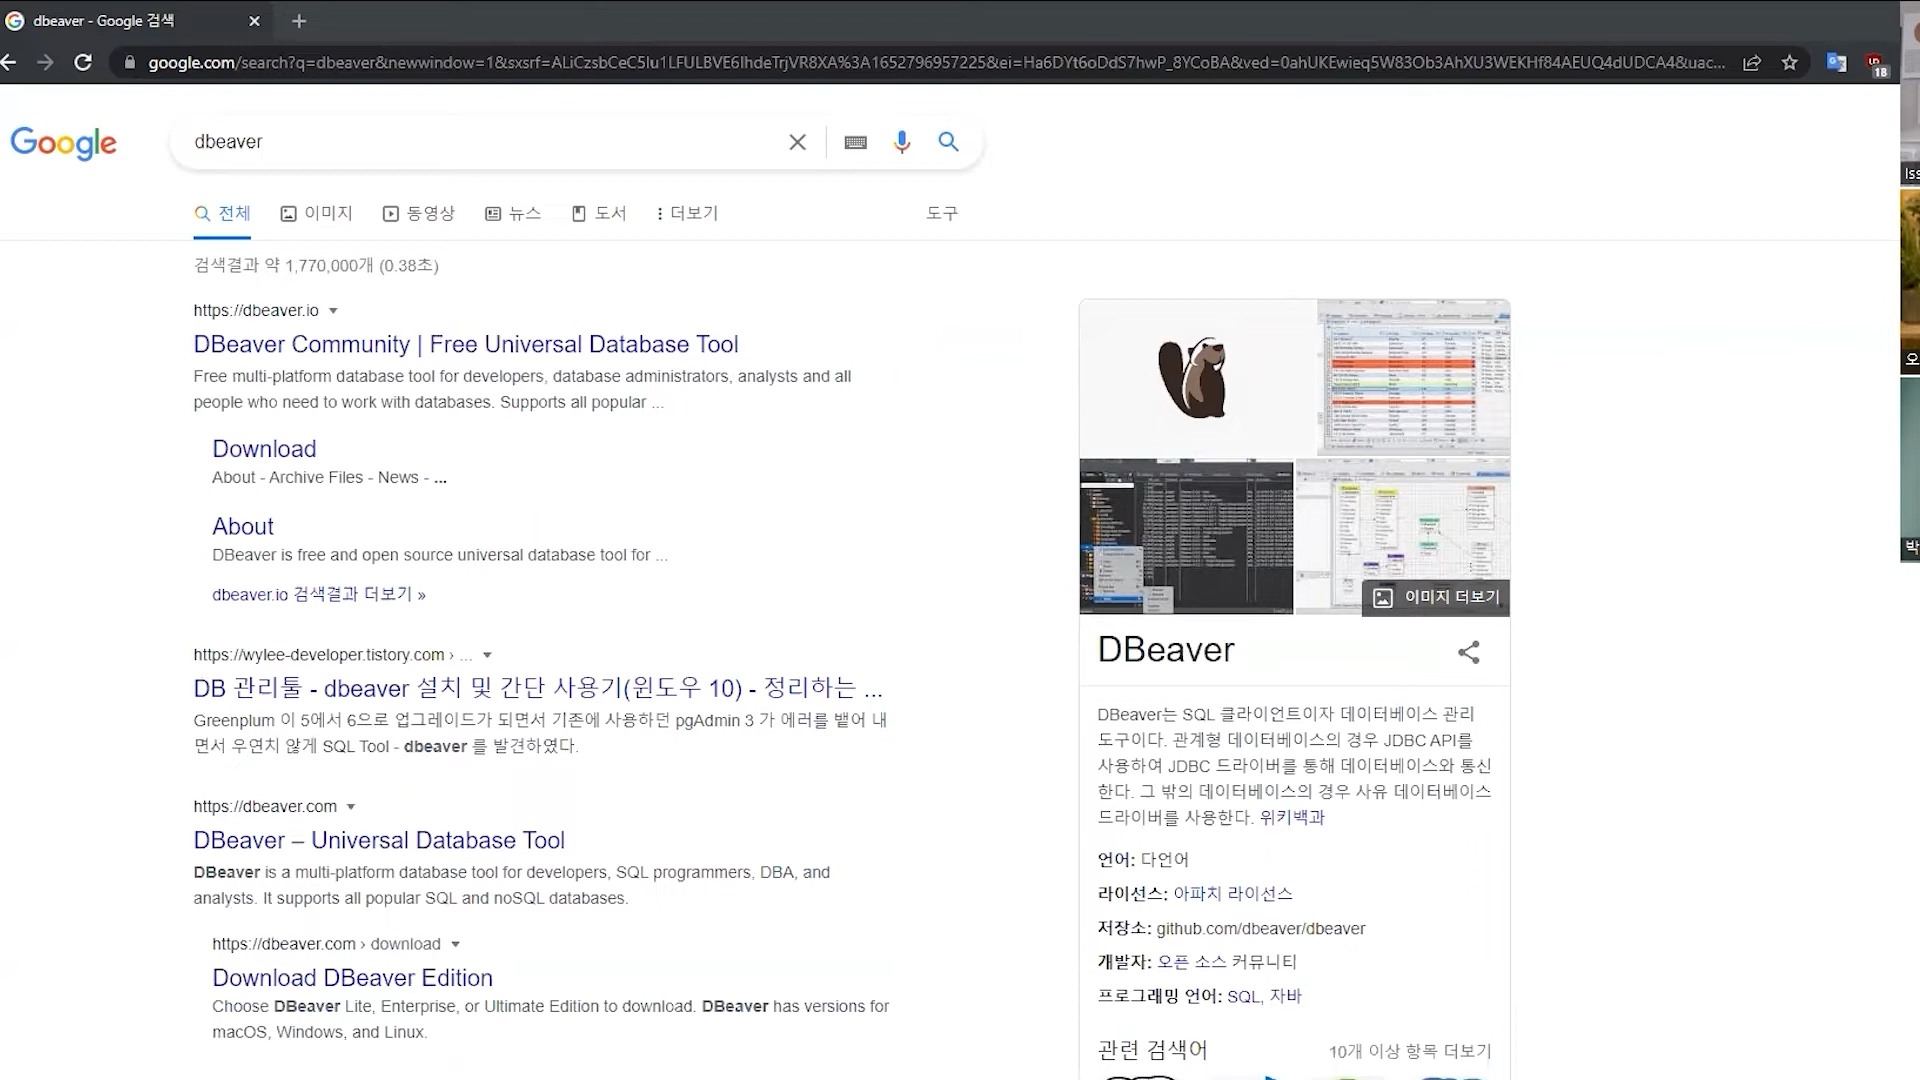 dbeaver - Google 검색
google.com/search?q=dbeaver&newwindow=1&sxsrf=ALiCzsbCeC5lu1LFULBVE6lhdeTrjVR8XA%3A1652796957225&ei=Ha6DYt6oDdS7hwP_8YCoBA&ved=0ahUKEwieq5W83Ob3AhXU3WEKHf84AEUQ4dUDCA4&uac...
18
Google
dbeaver
전체
이미지
동영상
뉴스
도서
더보기
도구
검색결과 약 1,770,000개 (0.38초)
https://dbeaver.io
DBeaver Community | Free Universal Database Tool
Free multi-platform database tool for developers, database administrators, analysts and all
people who need to work with databases. Supports all popular ...
Download
About - Archive Files - News - ...
About
DBeaver is free and open source universal database tool for ...
dbeaver.io 검색결과 더보기 »
https://wylee-developer.tistory.com › ...
DB 관리툴 - dbeaver 설치 및 간단 사용기(윈도우 10) - 정리하는 ...
Greenplum 이 5에서 6으로 업그레이드가 되면서 기존에 사용하던 pgAdmin 3 가 에러를 뱉어 내
면서 우연치 않게 SQL Tool - dbeaver 를 발견하였다.
https://dbeaver.com
DBeaver – Universal Database Tool
DBeaver is a multi-platform database tool for developers, SQL programmers, DBA, and
analysts. It supports all popular SQL and noSQL databases.
https://dbeaver.com › download
Download DBeaver Edition
Choose DBeaver Lite, Enterprise, or Ultimate Edition to download. DBeaver has versions for
macOS, Windows, and Linux.
이미지 더보기
DBeaver
DBeaver는 SQL 클라이언트이자 데이터베이스 관리
도구이다. 관계형 데이터베이스의 경우 JDBC API를
사용하여 JDBC 드라이버를 통해 데이터베이스와 통신
한다. 그 밖의 데이터베이스의 경우 사유 데이터베이스
드라이버를 사용한다. 위키백과
언어: 다언어
라이선스: 아파치 라이선스
저장소: github.com/dbeaver/dbeaver
개발자: 오픈 소스 커뮤니티
프로그래밍 언어: SQL, 자바
관련 검색어
10개 이상 항목 더보기
Iss
오
박